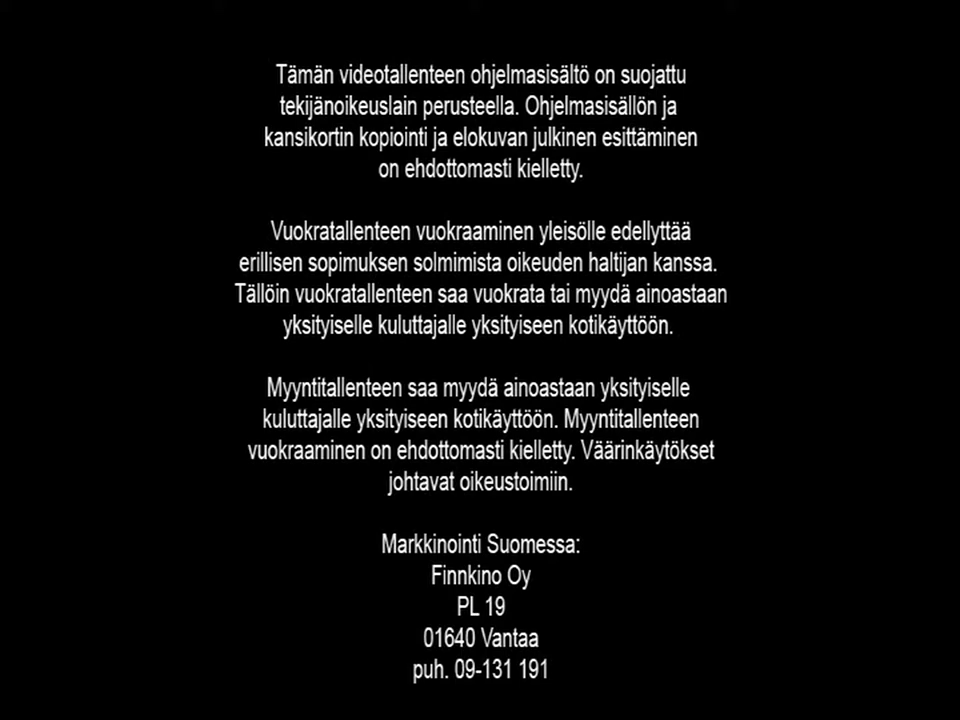 Tämän videotallenteen ohjelmasisältö on suojattu
tekijänoikeuslain perusteella. Ohjelmasisällön ja
kansikortin kopiointi ja elokuvan julkinen esittäminen
on ehdottomasti kielletty.
Vuokratallenteen vuokraaminen yleisölle edellyttää
erillisen sopimuksen solmimista oikeuden haltijan kanssa.
Tällöin vuokratallenteen saa vuokrata tai myydä ainoastaan
yksityiselle kuluttajalle yksityiseen kotikäyttöön.
Myyntitallenteen saa myydä ainoastaan yksityiselle
kuluttajalle yksityiseen kotikäyttöön. Myyntitallenteen
vuokraaminen on ehdottomasti kielletty. Väärinkäytökset
johtavat oikeustoimiin.
Markkinointi Suomessa:
Finnkino Oy
PL 19
01640 Vantaa
puh. 09-131 191